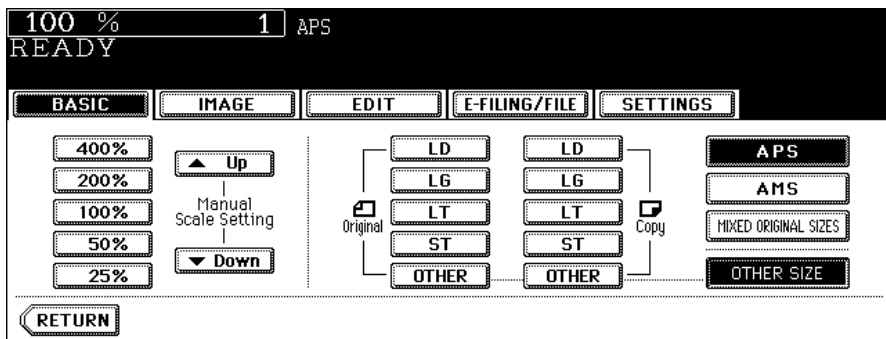 100 % 1 APS
READY
BASIC IMAGE EDIT E-FILING/FILE SETTINGS
400%
200%
100%
50%
25%
▲ Up
Manual
Scale Setting
▼ Down
Original
LD
LG
LT
ST
OTHER
LD
LG
LT
ST
OTHER
Copy
APS
AMS
MIXED ORIGINAL SIZES
OTHER SIZE
RETURN